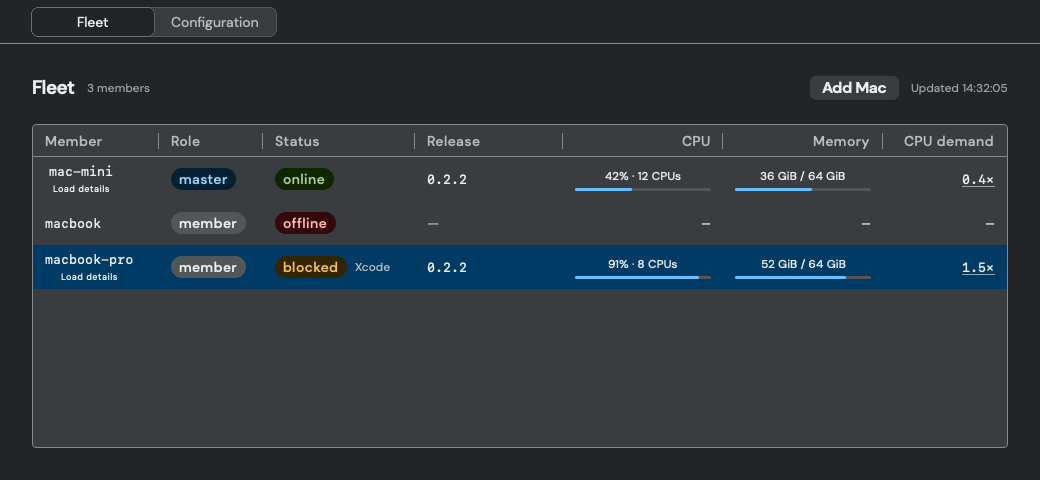 Fleet Configuration
Fleet 3 members Add Mac Updated 14:32:05
Member Role Status Release CPU Memory CPU demand
mac-mini master online 0.2.2 42% · 12 CPUs 36 GiB / 64 GiB 0.4×
Load details
macbook member offline — — — —
macbook-pro member blocked Xcode 0.2.2 91% · 8 CPUs 52 GiB / 64 GiB 1.5×
Load details